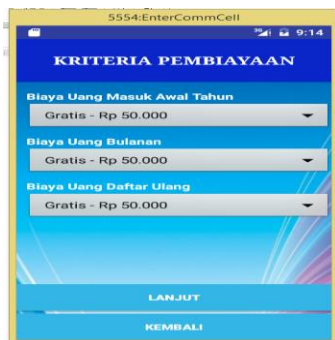 5554:EnterCommCell
9:14
KRITERIA PEMBIAYAAN
Biaya Uang Masuk Awal Tahun
Gratis - Rp 50.000
Biaya Uang Bulanan
Gratis - Rp 50.000
Biaya Uang Daftar Ulang
Gratis - Rp 50.000
LANJUT
KEMBALI